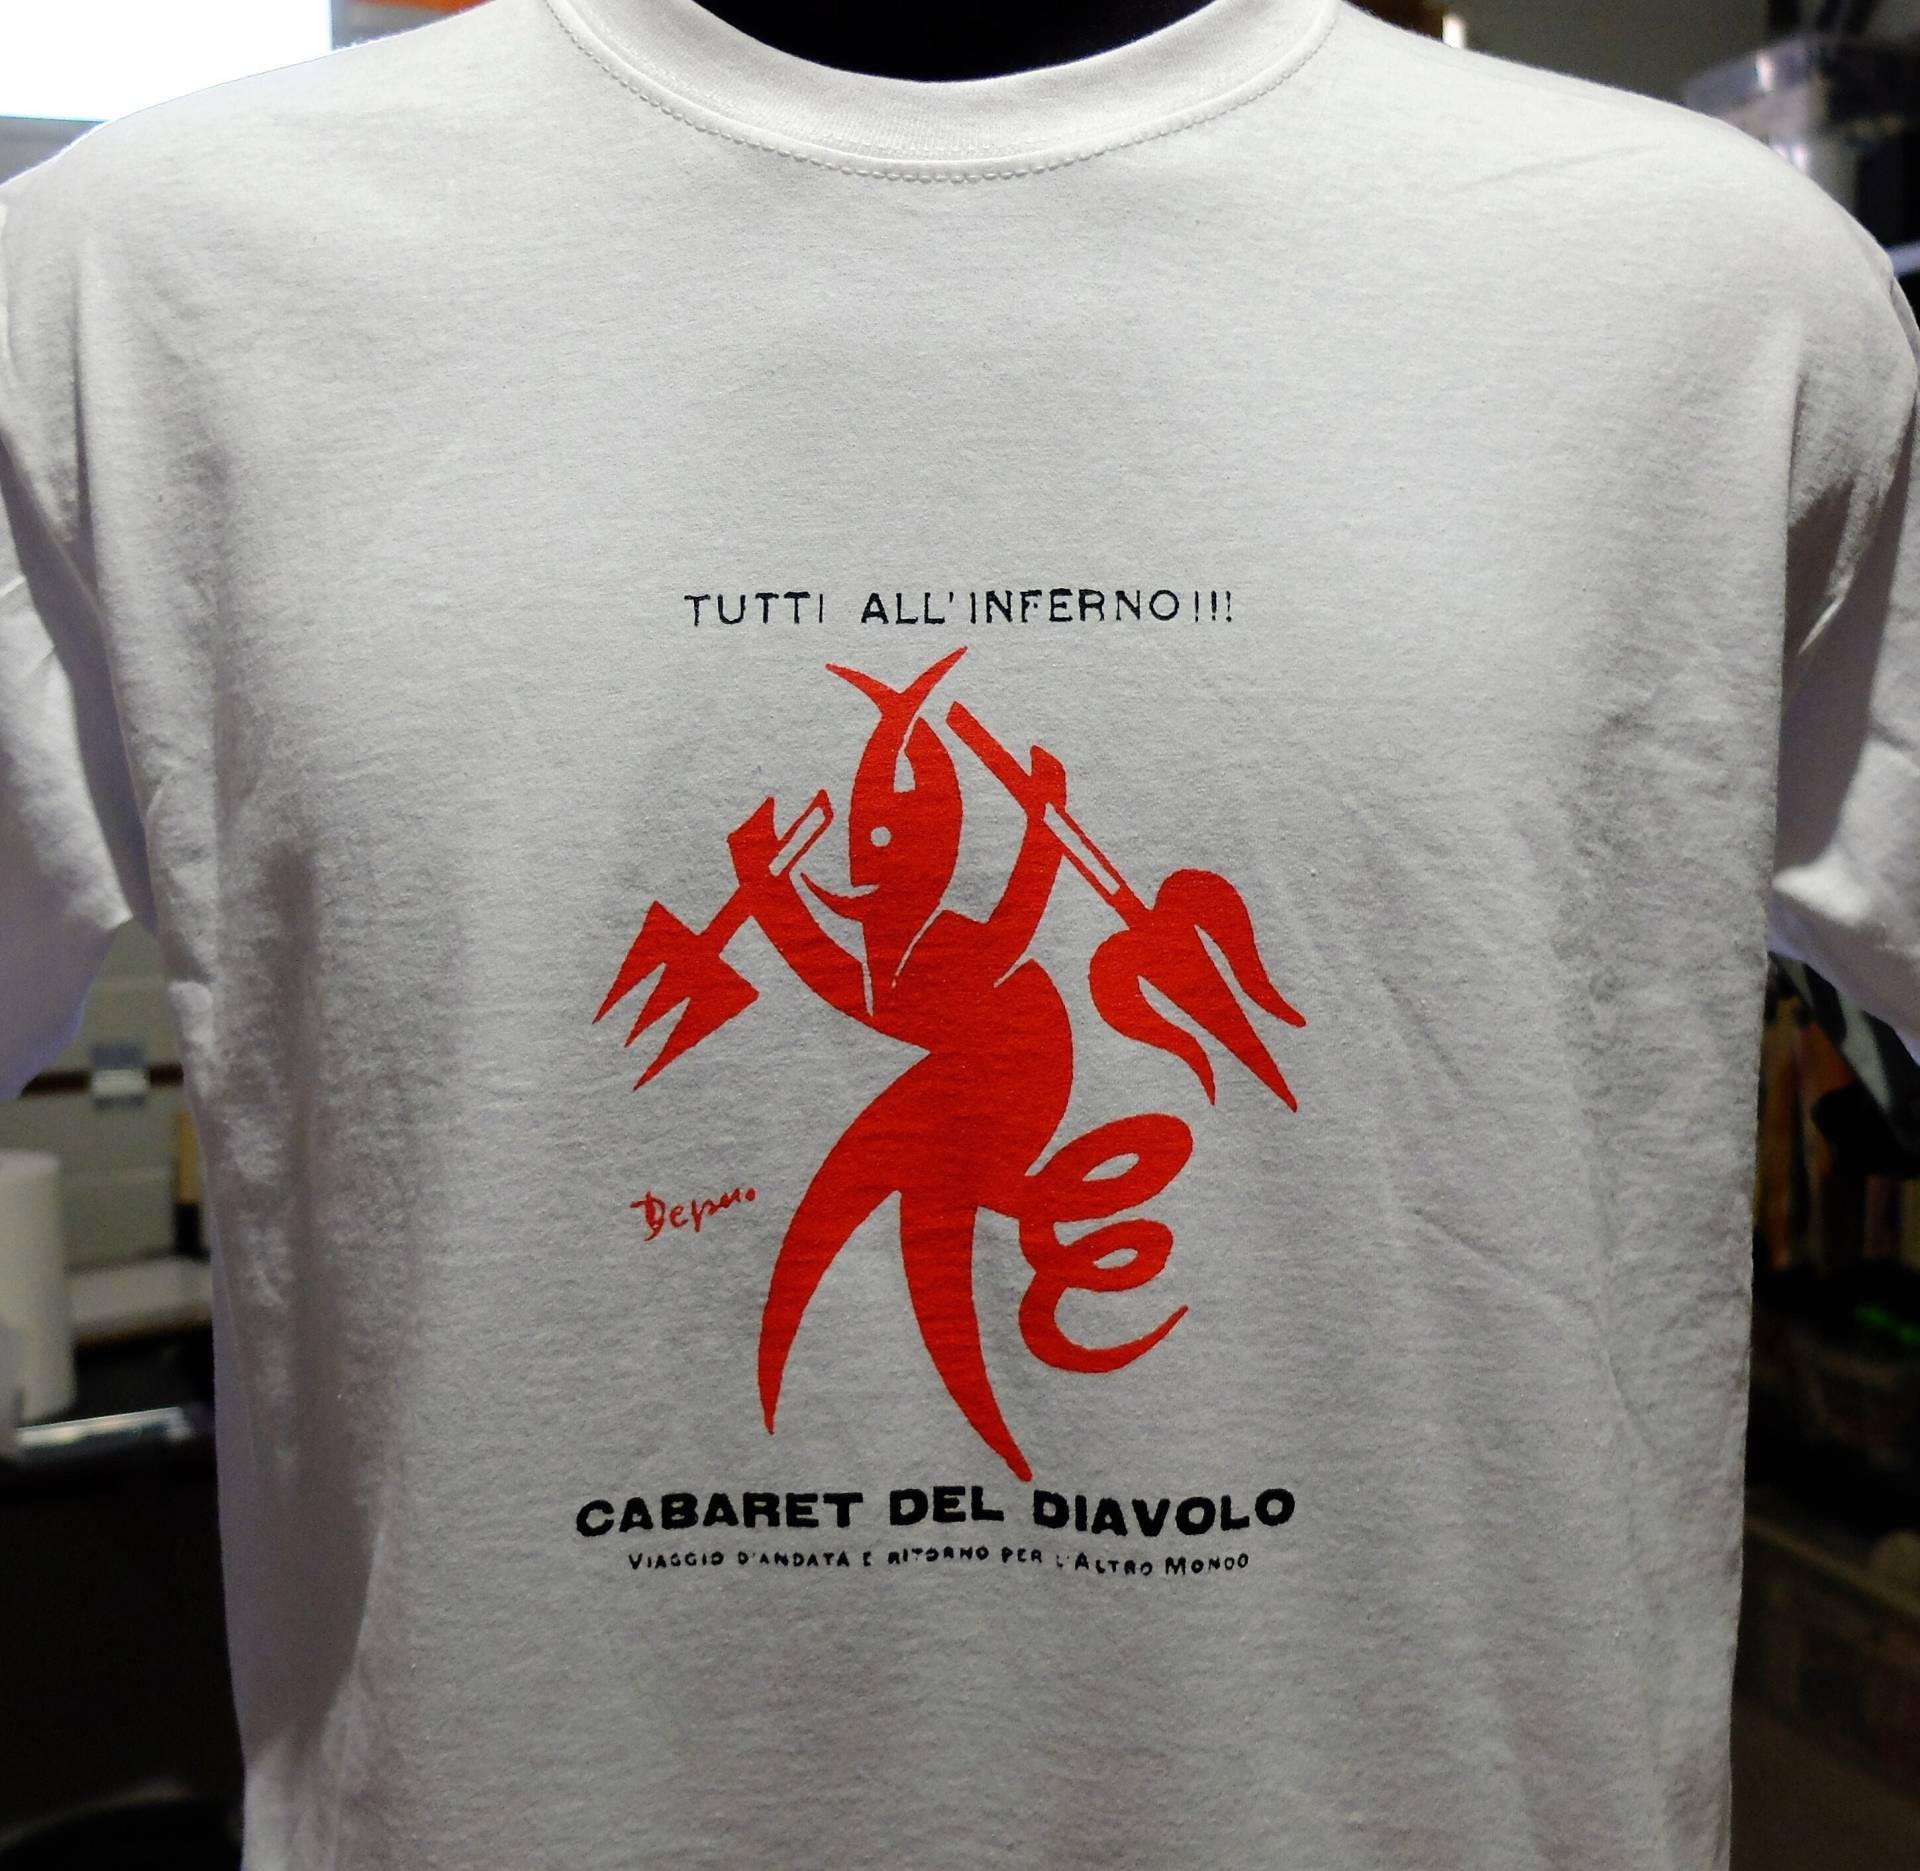 TUTTI ALL'INFERNO!!!
Depero
CABARET DEL DIAVOLO
VIAGGIO D'ANDATA E RITORNO PER L'ALTRO MONDO